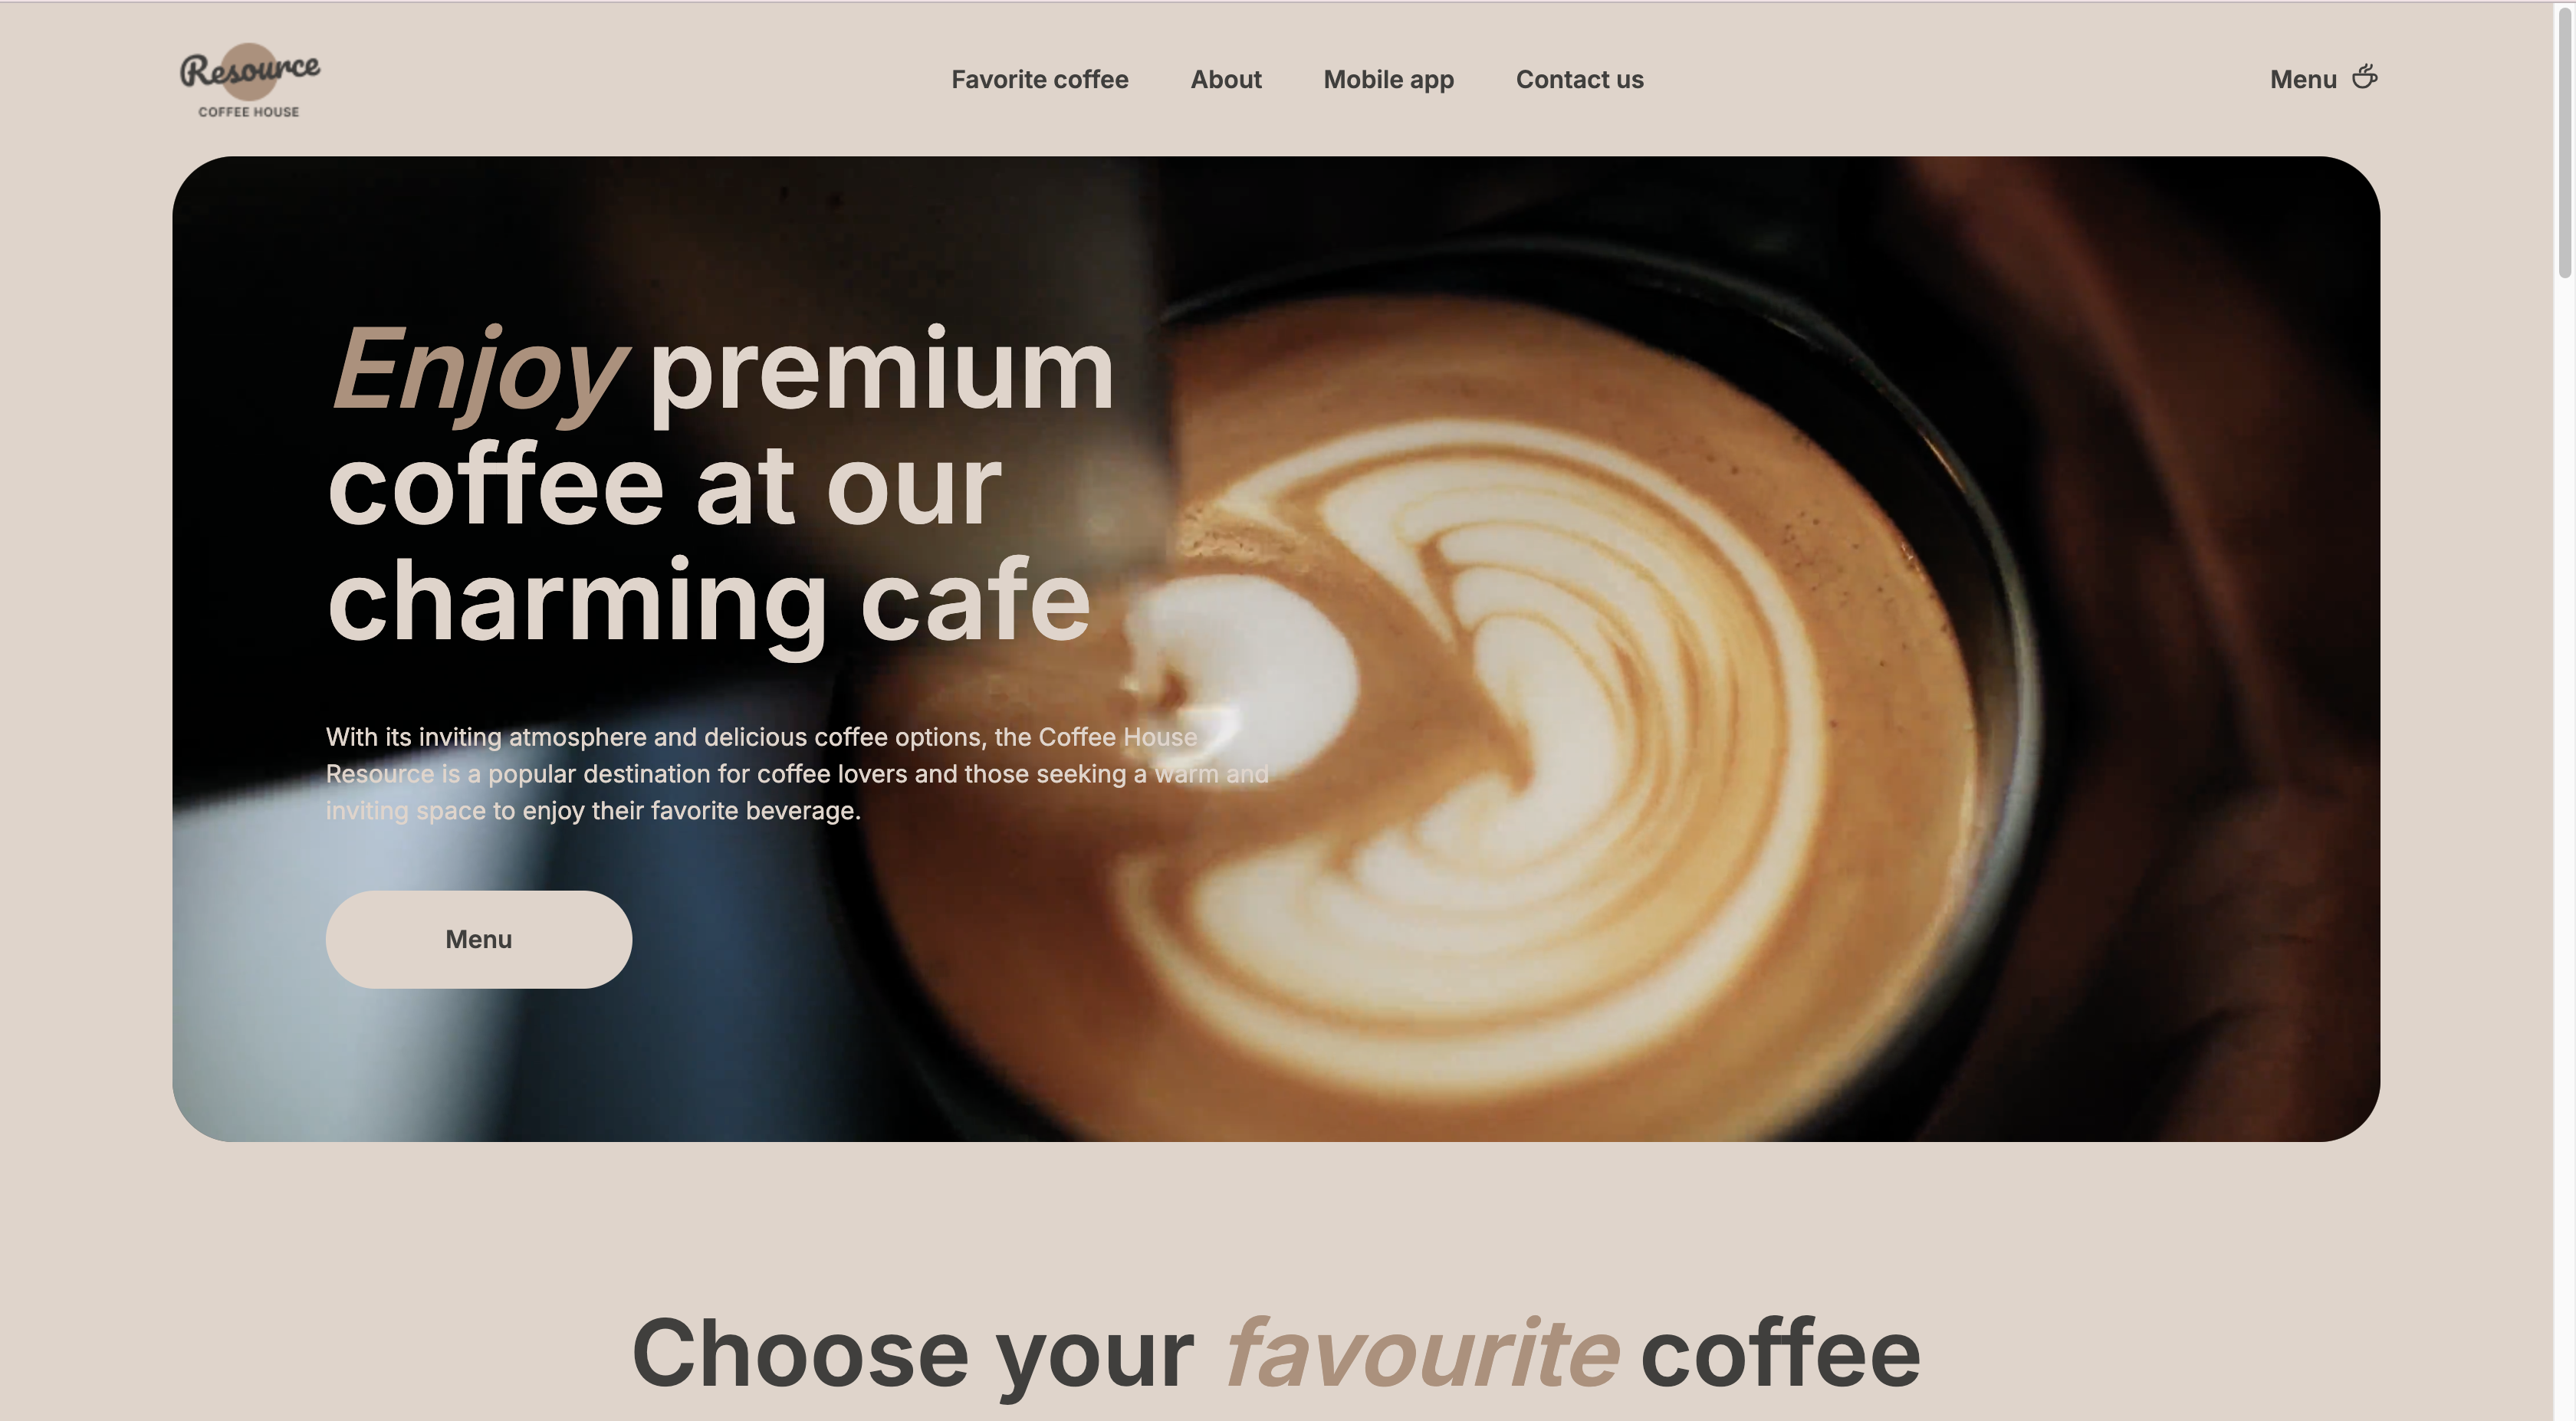 Resource
COFFEE HOUSE
Favorite coffee
About
Mobile app
Contact us
Menu
Enjoy premium
coffee at our
charming cafe
With its inviting atmosphere and delicious coffee options, the Coffee House
Resource is a popular destination for coffee lovers and those seeking a warm and
inviting space to enjoy their favorite beverage.
Menu
Choose your favourite coffee